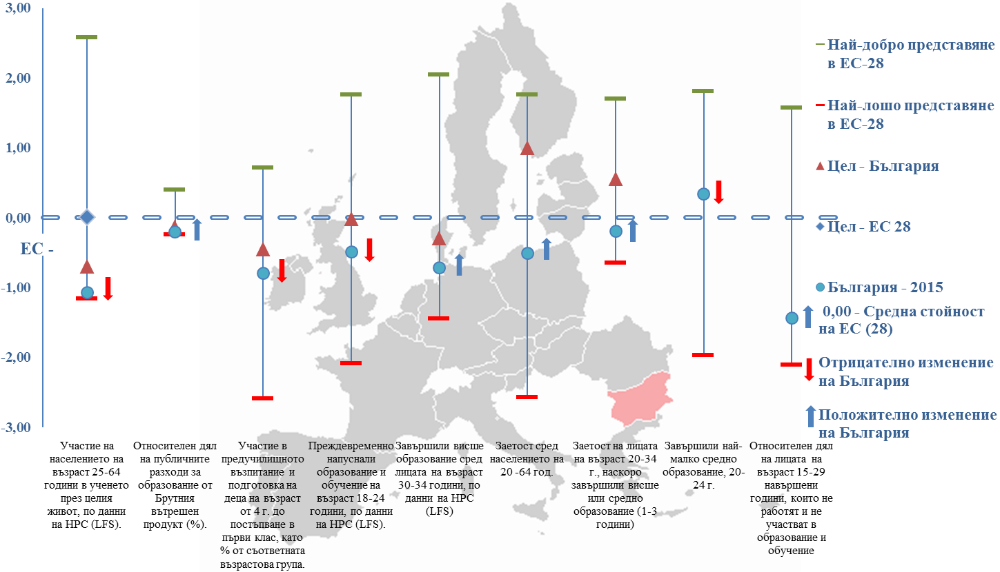 3,00
2,00
1,00
0,00
ЕС -
-1,00
-2,00
-3,00
Най-добро представяне
в ЕС-28
Най-лошо представяне
в ЕС-28
Цел - България
Цел - ЕС 28
България - 2015
0,00 - Средна стойност
на ЕС (28)
Отрицателно изменение
на България
Положително изменение
на България
Участие на
населението на
възраст 25-64
години в ученето
през целия
живот, по данни
на НРС (LFS).
Относителен дял
на публичните
разходи за
образование от
Брутния
вътрешен
продукт (%).
Участие в
предучилищното
възпитание и
подготовка на
деца на възраст
от 4 г. до
постъпване в
първи клас, като
% от съответната
възрастова група.
Преждевременно
напуснали
образование и
обучение на
възраст 18-24
години, по данни
на НРС (LFS).
Завършили висше
образование сред
лицата на възраст
30-34 години, по
данни на НРС
(LFS)
Заетост сред
населението на
20 -64 год.
Заетост на лицата
на възраст 20-34
г., наскоро
завършили висше
или средно
образование (1-3
години)
Завършили най-
малко средно
образование, 20-
24 г.
Относителен дял
на лицата на
възраст 15-29
навършени
години, които не
работят и не
участват в
образование и
обучение